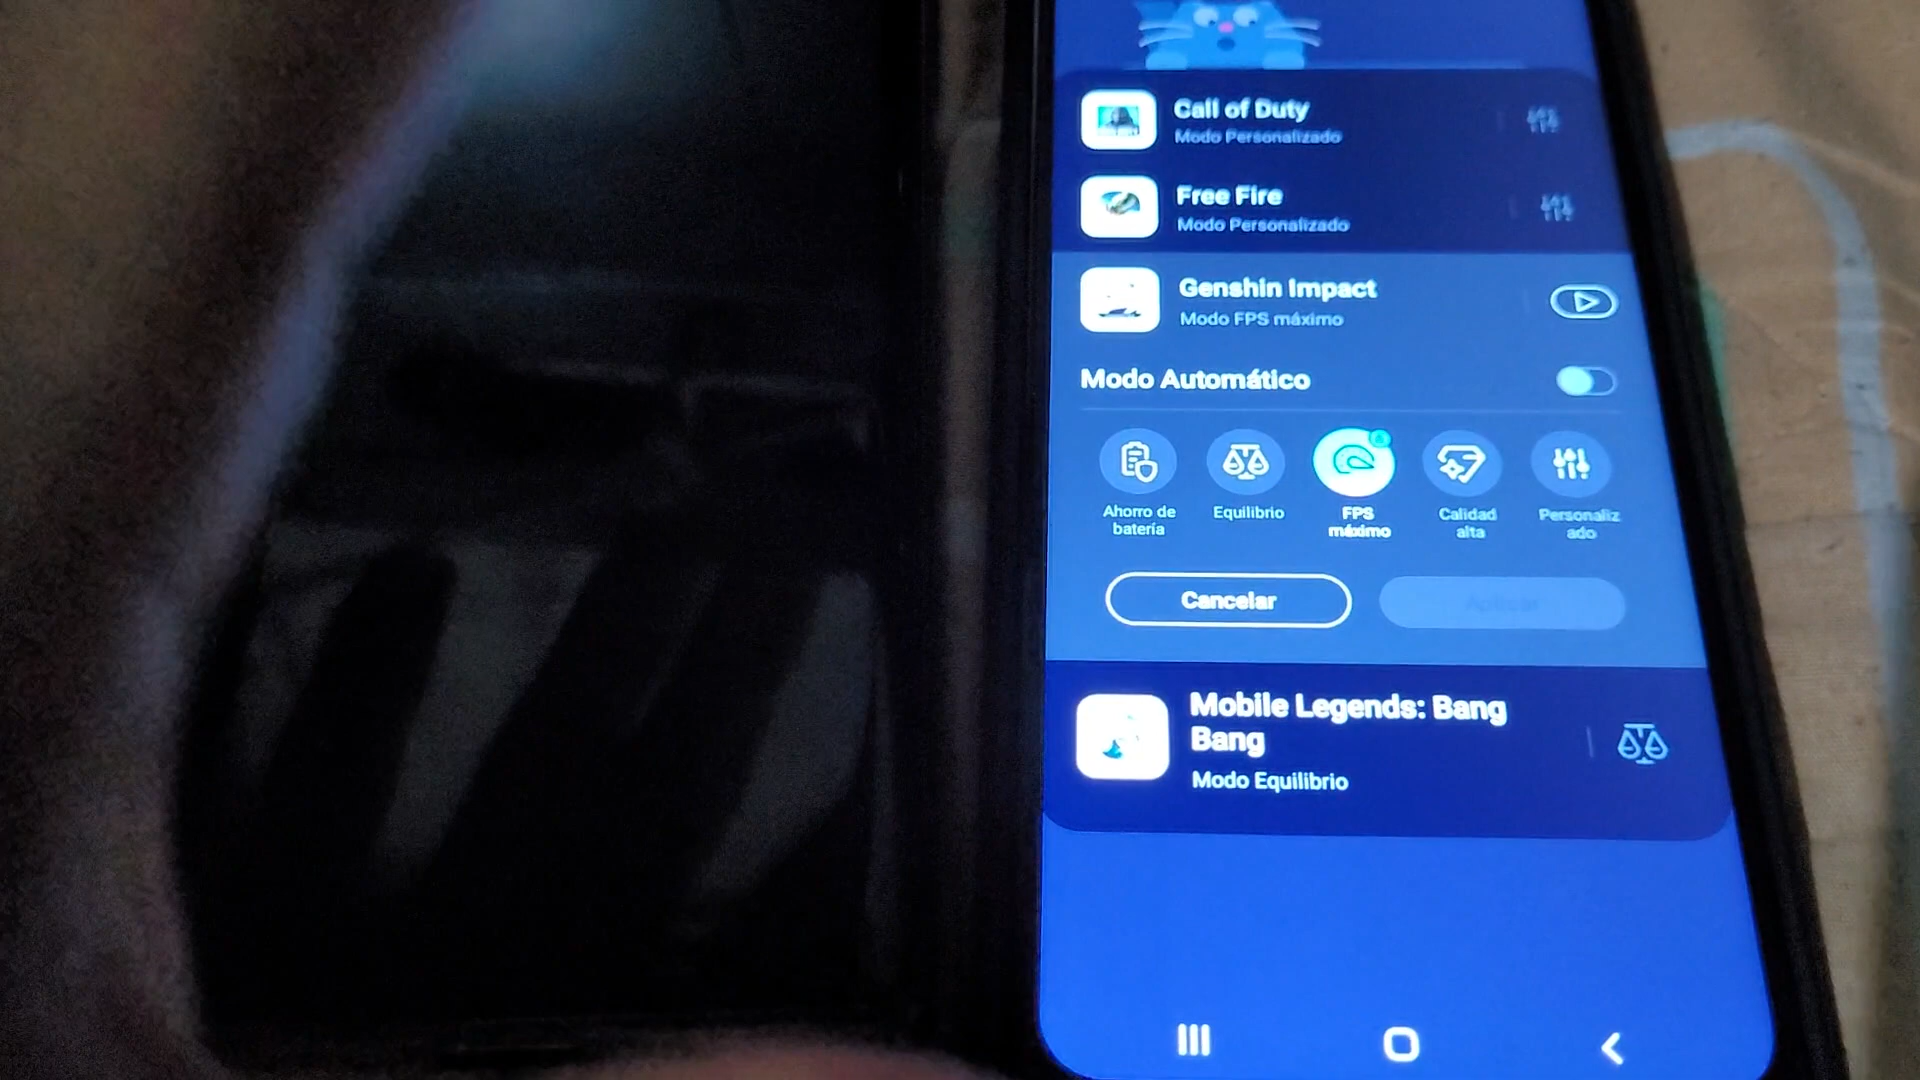 Call of Duty
Modo Personalizado
Free Fire
Modo Personalizado
Genshin Impact
Modo FPS máximo
Modo Automático
Ahorro de
batería
Equilibrio
FPS
máximo
Calidad
alta
Personaliz
ado
Cancelar
Mobile Legends: Bang
Bang
Modo Equilibrio